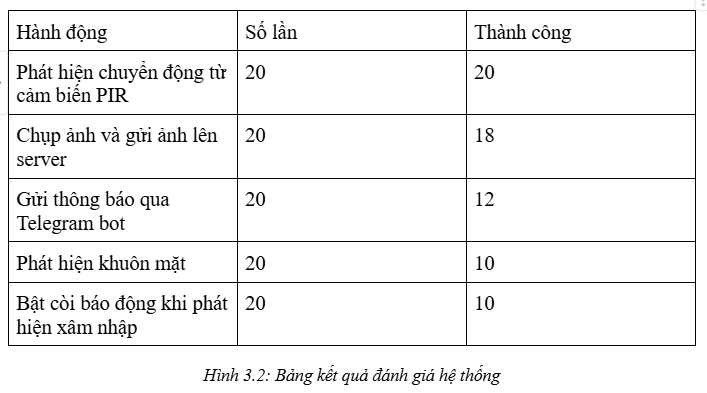 Hành động Số lần Thành công
Phát hiện chuyển động từ 20 20
cảm biến PIR
Chụp ảnh và gửi ảnh lên 20 18
server
Gửi thông báo qua 20 12
Telegram bot
Phát hiện khuôn mặt 20 10
Bật còi báo động khi phát 20 10
hiện xâm nhập
Hình 3.2: Bảng kết quả đánh giá hệ thống